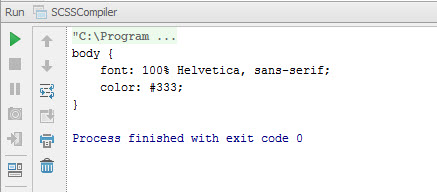 Run SCSSCompiler
"C:\Program ...
body {
    font: 100% Helvetica, sans-serif;
    color: #333;
}
Process finished with exit code 0